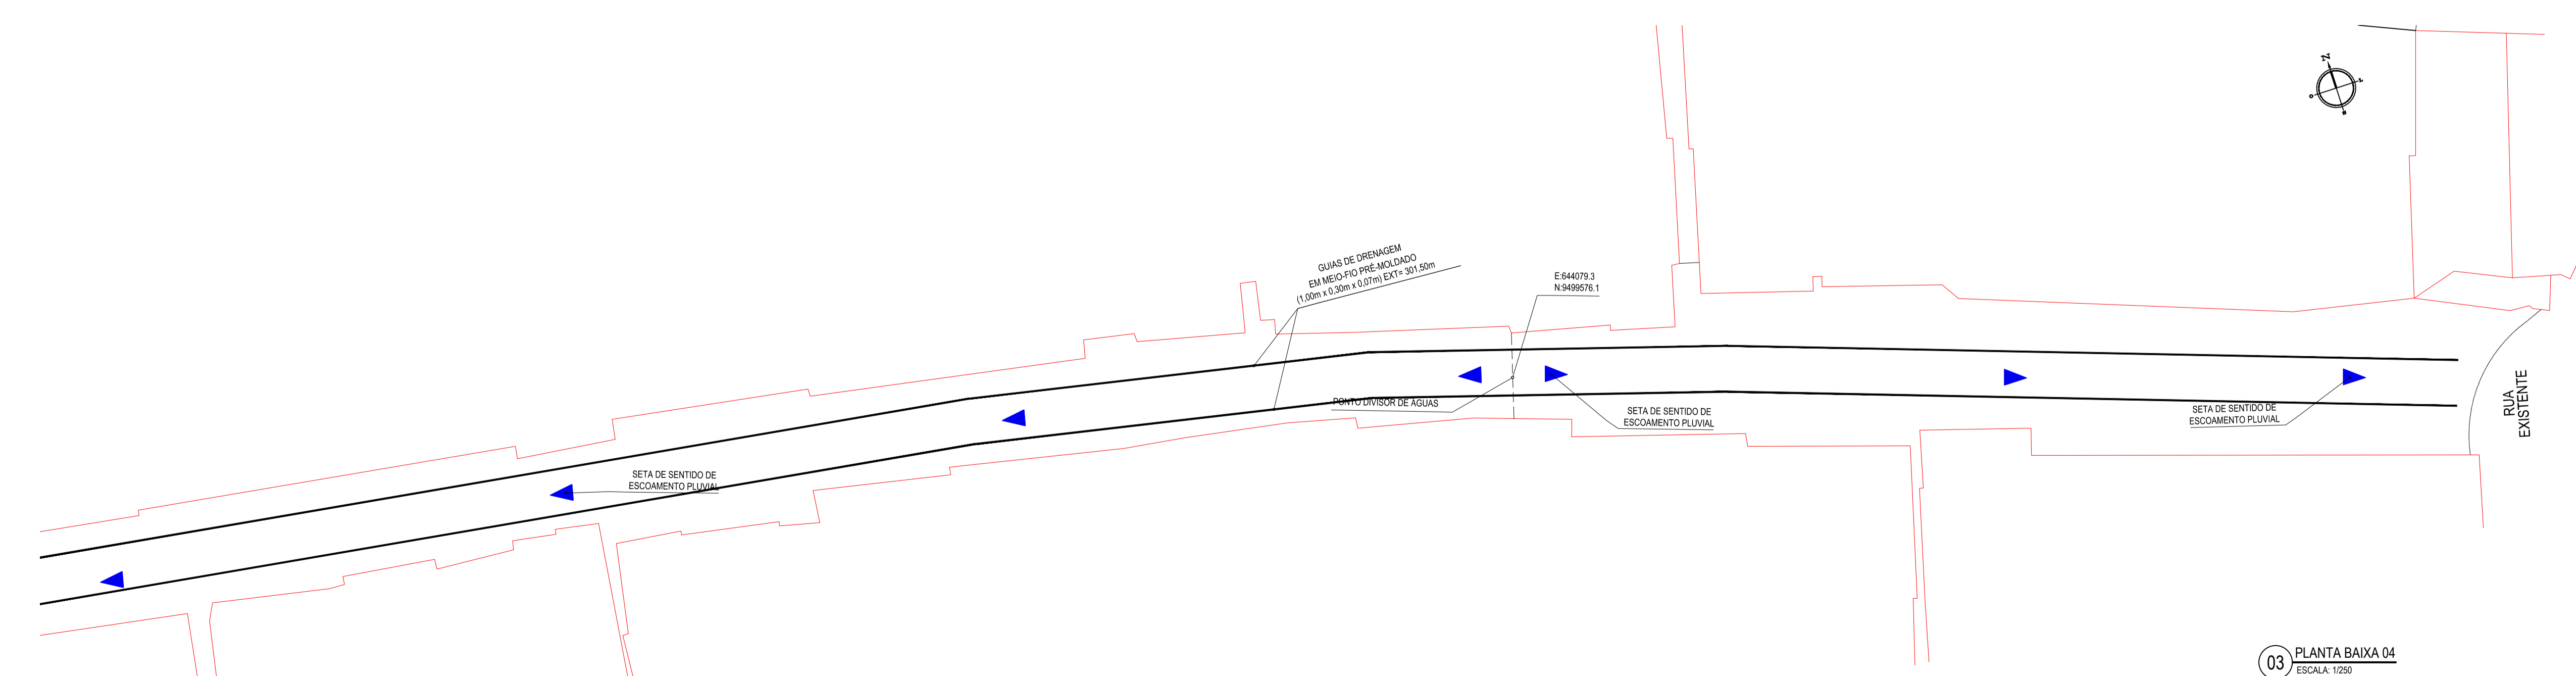 N
GUIAS DE DRENAGEM
EM MEIO-FIO PRÉ-MOLDADO
(1,00m x 0,30m x 0,07m) EXT= 301,50m
E:644079.3
N:9499576.1
PONTO DIVISOR DE ÁGUAS
SETA DE SENTIDO DE
ESCOAMENTO PLUVIAL
SETA DE SENTIDO DE
ESCOAMENTO PLUVIAL
RUA
EXISTENTE
SETA DE SENTIDO DE
ESCOAMENTO PLUVIAL
03
PLANTA BAIXA 04
ESCALA: 1/250